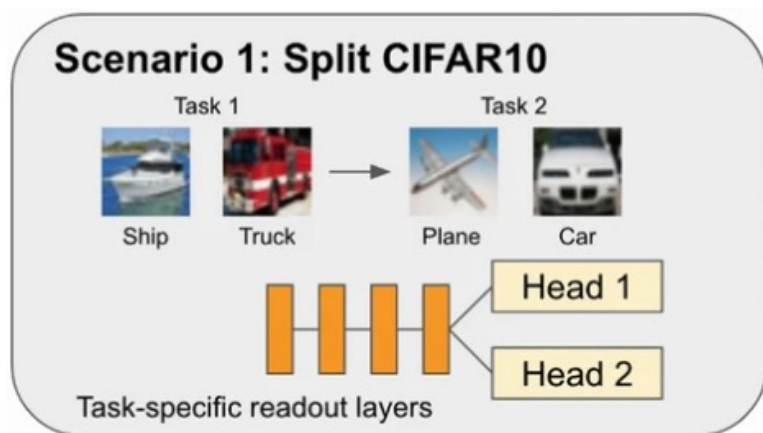 Scenario 1: Split CIFAR10
Task 1 Task 2
Ship Truck Plane Car
Head 1
Head 2
Task-specific readout layers